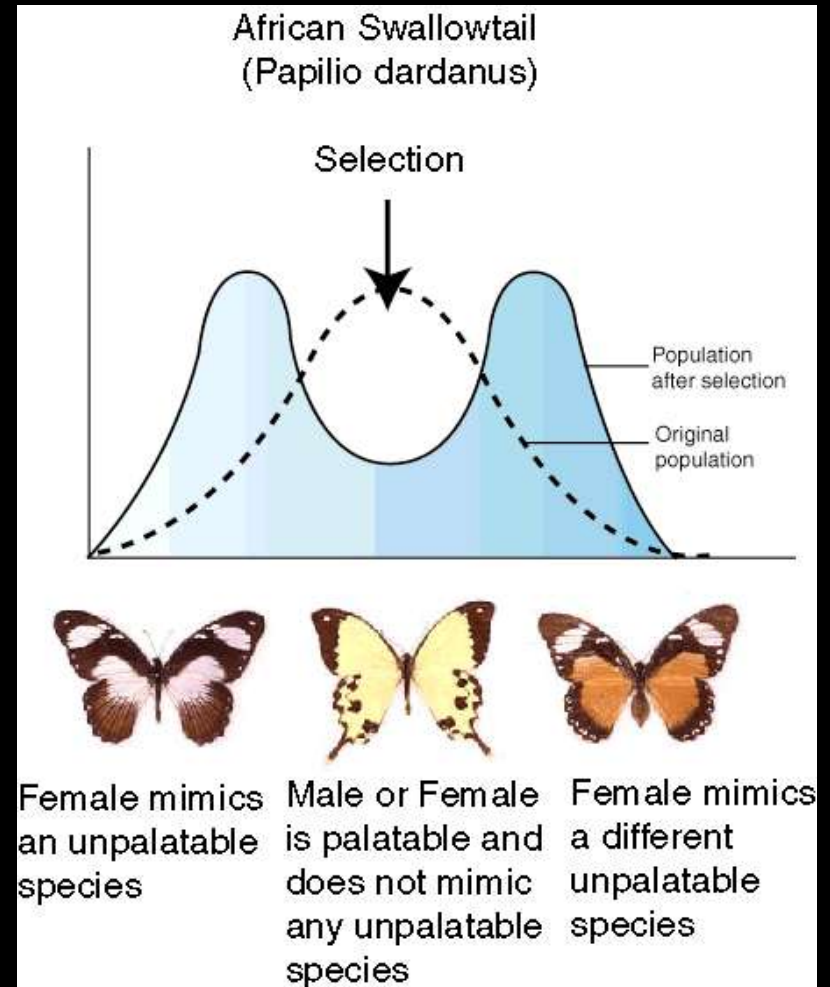 African Swallowtail
(Papilio dardanus)
Selection
Population
after selection
Original
population
Female mimics
an unpalatable
species
Male or Female
is palatable and
does not mimic
any unpalatable
species
Female mimics
a different
unpalatable
species